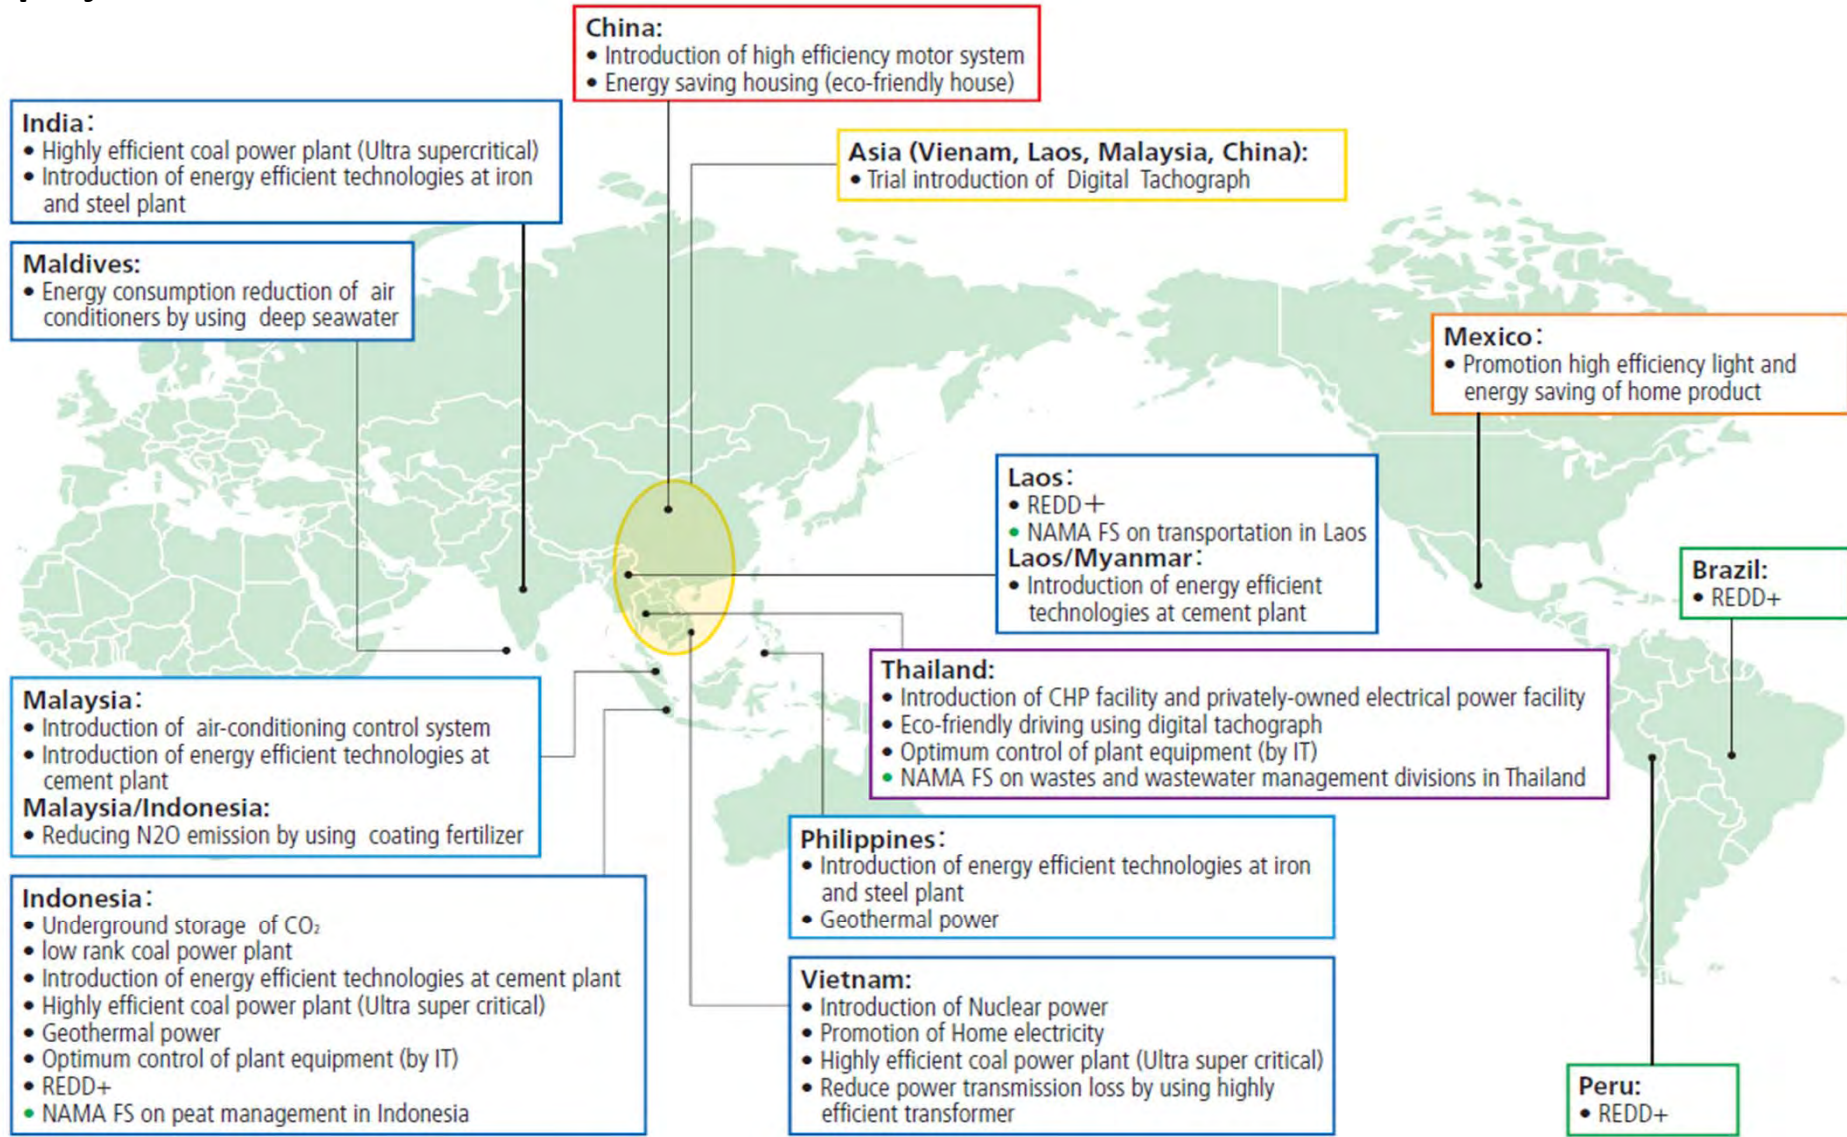 China:
• Introduction of high efficiency motor system
• Energy saving housing (eco-friendly house)
India:
• Highly efficient coal power plant (Ultra supercritical)
• Introduction of energy efficient technologies at iron
and steel plant
Asia (Vienam, Laos, Malaysia, China):
• Trial introduction of Digital Tachograph
Maldives:
• Energy consumption reduction of air
conditioners by using deep seawater
Mexico:
• Promotion high efficiency light and
energy saving of home product
Laos:
• REDD+
• NAMA FS on transportation in Laos
Laos/Myanmar:
• Introduction of energy efficient
technologies at cement plant
Brazil:
• REDD+
Thailand:
• Introduction of CHP facility and privately-owned electrical power facility
• Eco-friendly driving using digital tachograph
• Optimum control of plant equipment (by IT)
• NAMA FS on wastes and wastewater management divisions in Thailand
Malaysia:
• Introduction of air-conditioning control system
• Introduction of energy efficient technologies at
cement plant
Malaysia/Indonesia:
• Reducing N2O emission by using coating fertilizer
Philippines:
• Introduction of energy efficient technologies at iron
and steel plant
• Geothermal power
Indonesia:
• Underground storage of CO₂
• low rank coal power plant
• Introduction of energy efficient technologies at cement plant
• Highly efficient coal power plant (Ultra super critical)
• Geothermal power
• Optimum control of plant equipment (by IT)
• REDD+
• NAMA FS on peat management in Indonesia
Vietnam:
• Introduction of Nuclear power
• Promotion of Home electricity
• Highly efficient coal power plant (Ultra super critical)
• Reduce power transmission loss by using highly
efficient transformer
Peru:
• REDD+